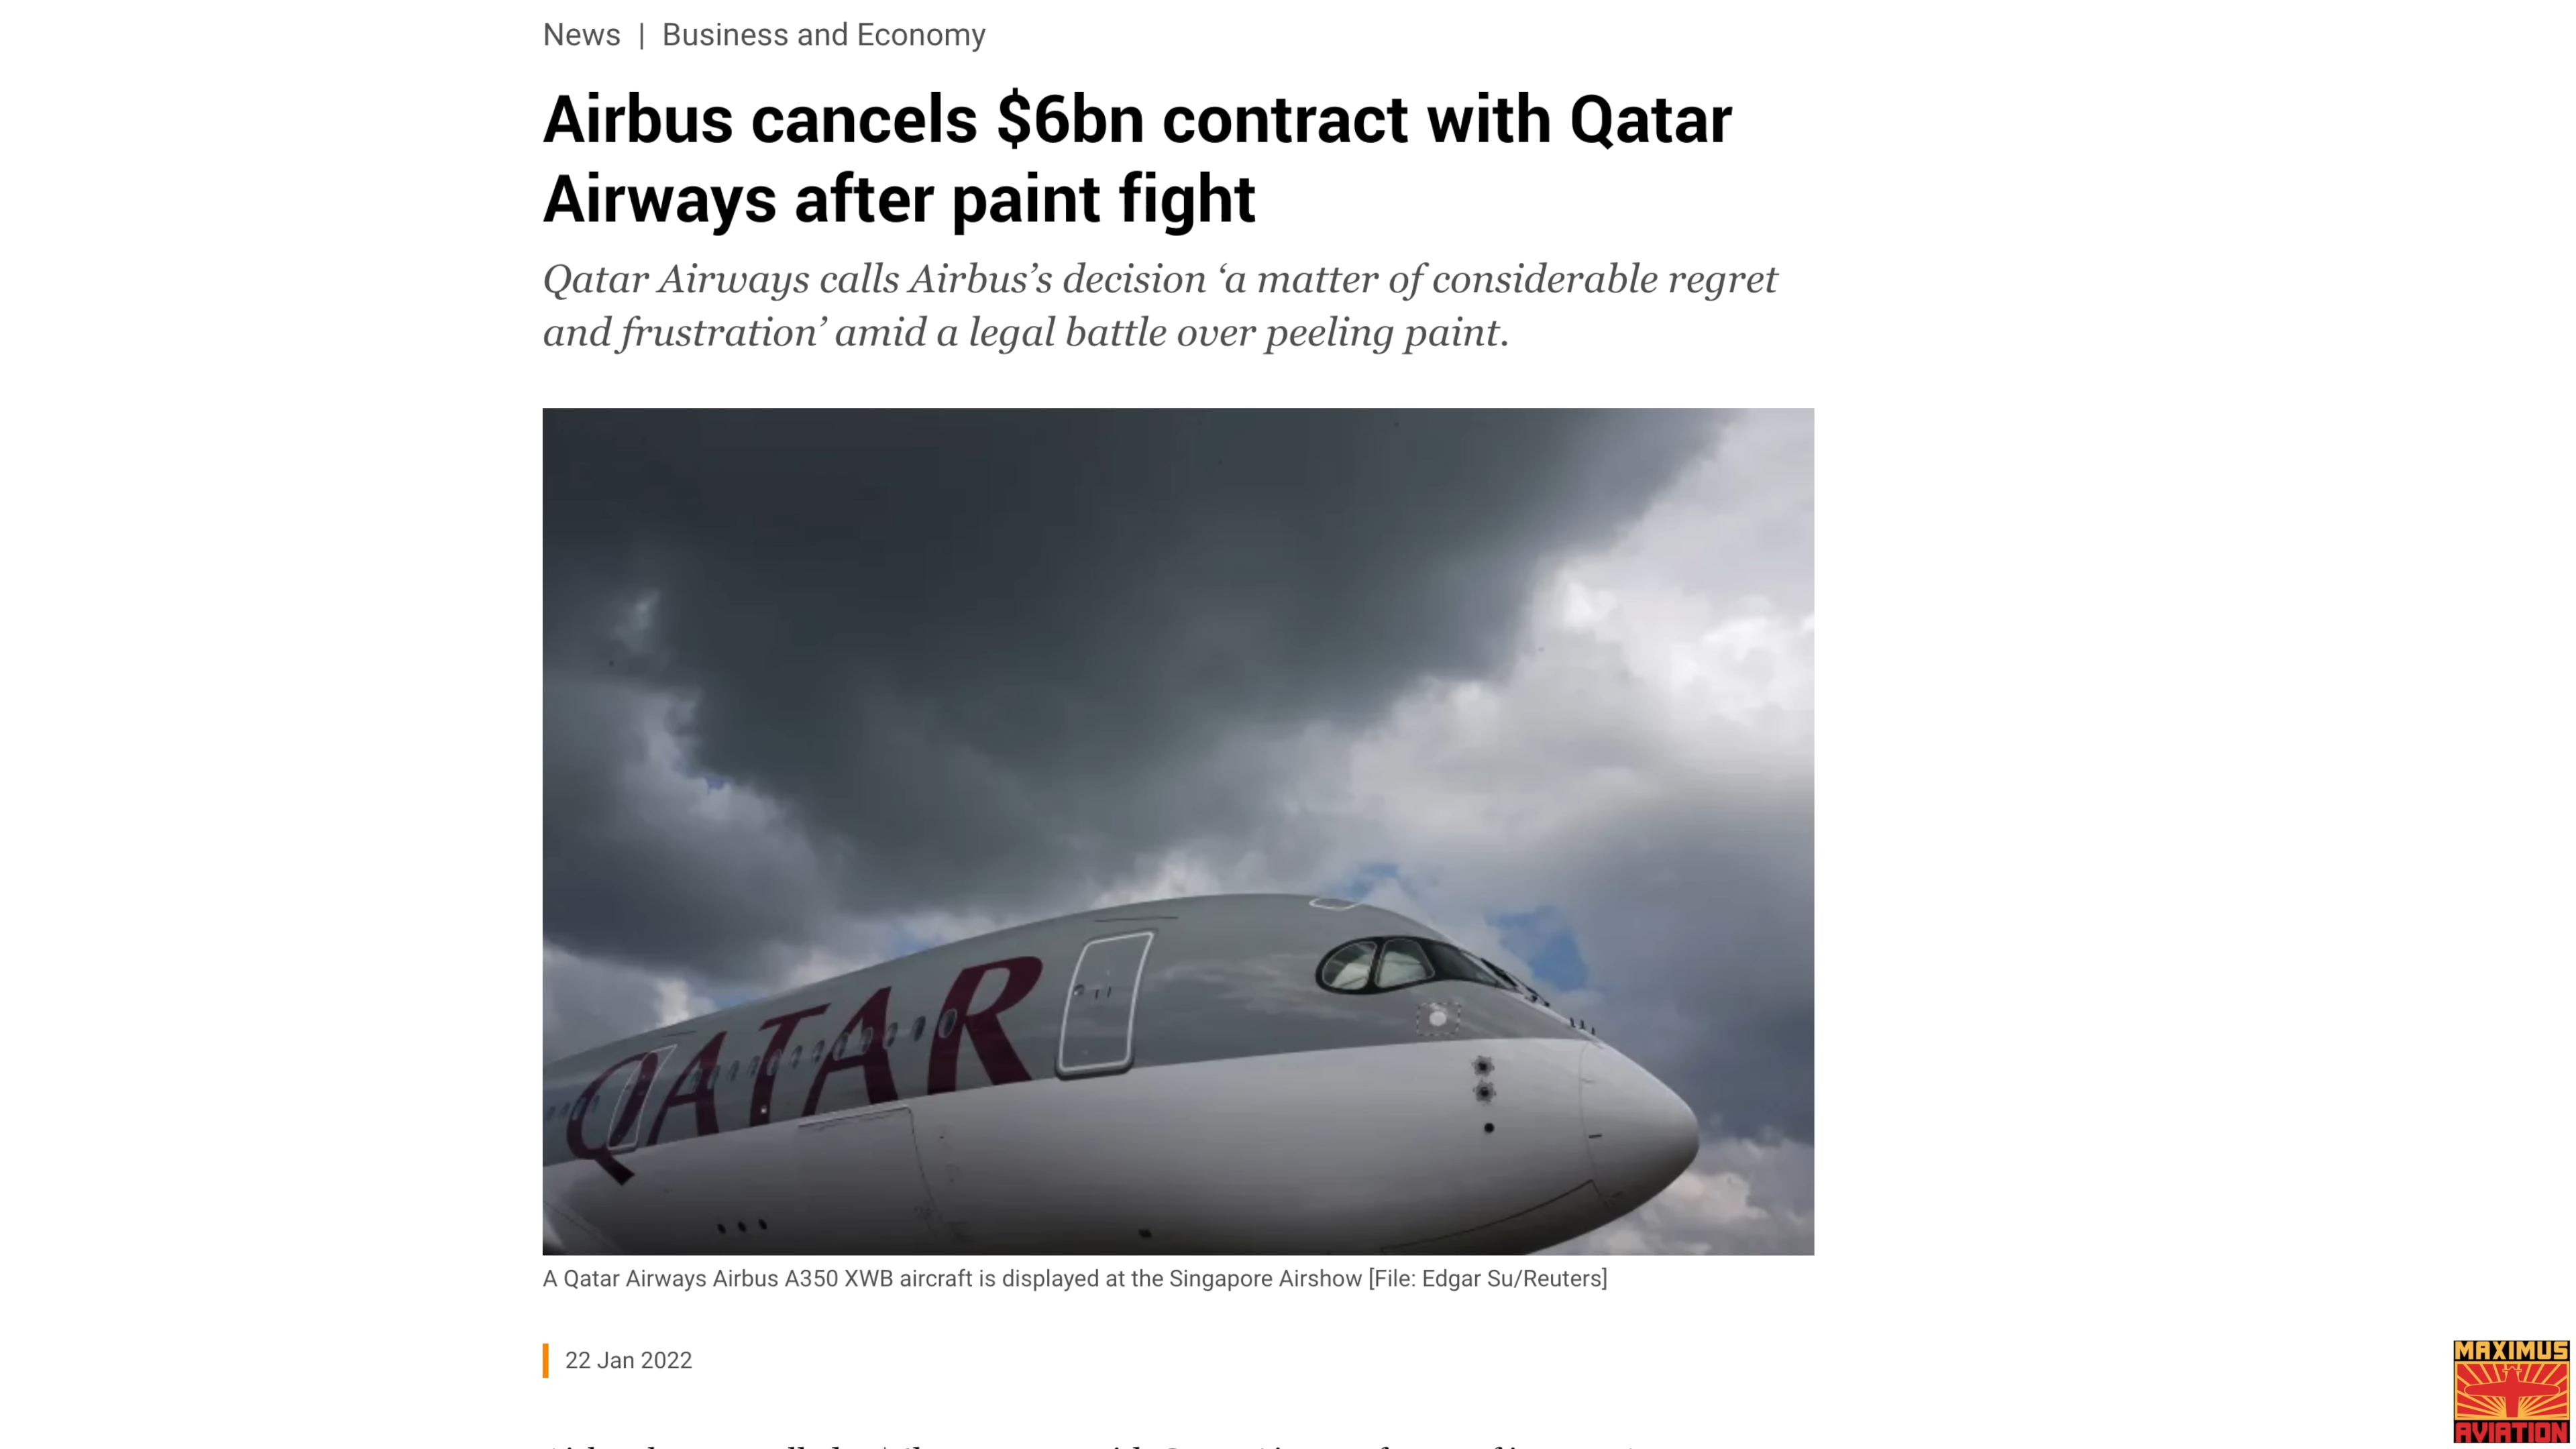 News | Business and Economy
Airbus cancels $6bn contract with Qatar
Airways after paint fight
Qatar Airways calls Airbus’s decision ‘a matter of considerable regret
and frustration’ amid a legal battle over peeling paint.
QATAR
A Qatar Airways Airbus A350 XWB aircraft is displayed at the Singapore Airshow [File: Edgar Su/Reuters]
22 Jan 2022
MAXIMUS
AVIATION